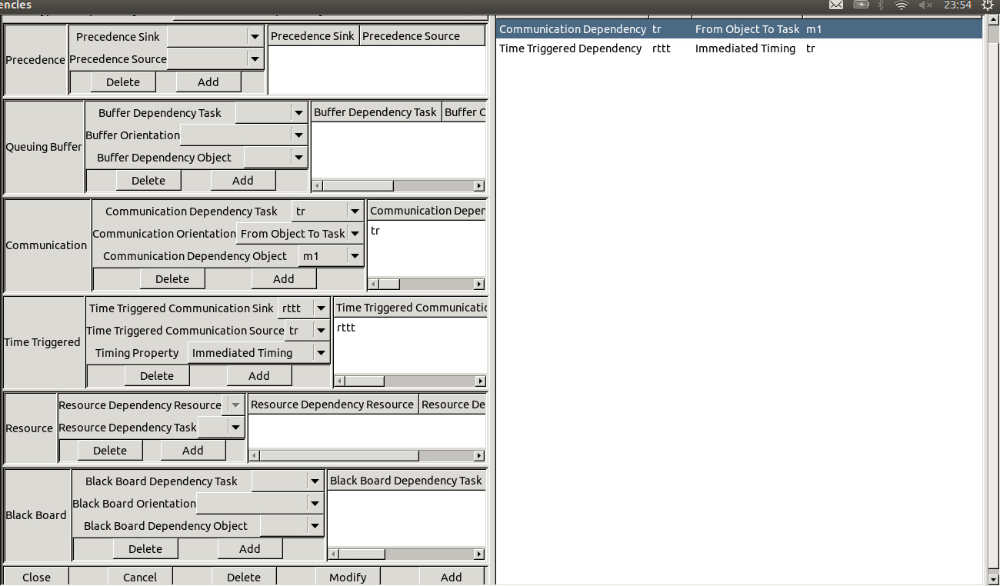 encies
23:54
Precedence
Precedence Sink
Precedence Source
Delete
Add
Precedence Sink
Precedence Source
Queuing Buffer
Buffer Dependency Task
Buffer Orientation
Buffer Dependency Object
Delete
Add
Buffer Dependency Task
Buffer O
Communication
Communication Dependency Task
tr
Communication Orientation
From Object To Task
Communication Dependency Object
m1
Delete
Add
Communication Depen
tr
Time Triggered
Time Triggered Communication Sink
rttt
Time Triggered Communication Source
tr
Timing Property
Immediated Timing
Delete
Add
Time Triggered Communicatio
rttt
Resource
Resource Dependency Resource
Resource Dependency Task
Delete
Add
Resource Dependency Resource
Resource De
Black Board
Black Board Dependency Task
Black Board Orientation
Black Board Dependency Object
Delete
Add
Black Board Dependency Task
Close
Cancel
Delete
Modify
Add
Communication Dependency tr From Object To Task m1
Time Triggered Dependency rttt Immediated Timing tr